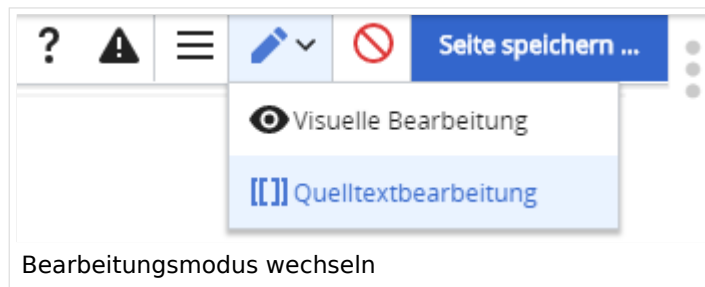 ? Seite speichern ...
Visuelle Bearbeitung
[[ ]] Quelltextbearbeitung
Bearbeitungsmodus wechseln